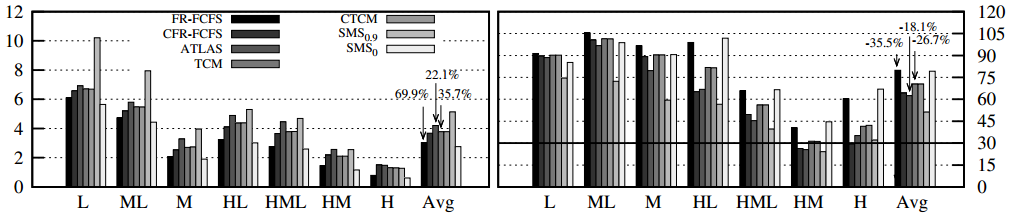 12
10
8
6
4
2
0
FR-FCFS
CFR-FCFS
ATLAS
TCM
CTCM
SMS0.9
SMS0
69.9%
22.1%
35.7%
L ML M HL HML HM H Avg
-35.5%
-18.1%
-26.7%
120
105
90
75
60
45
30
15
0
L ML M HL HML HM H Avg